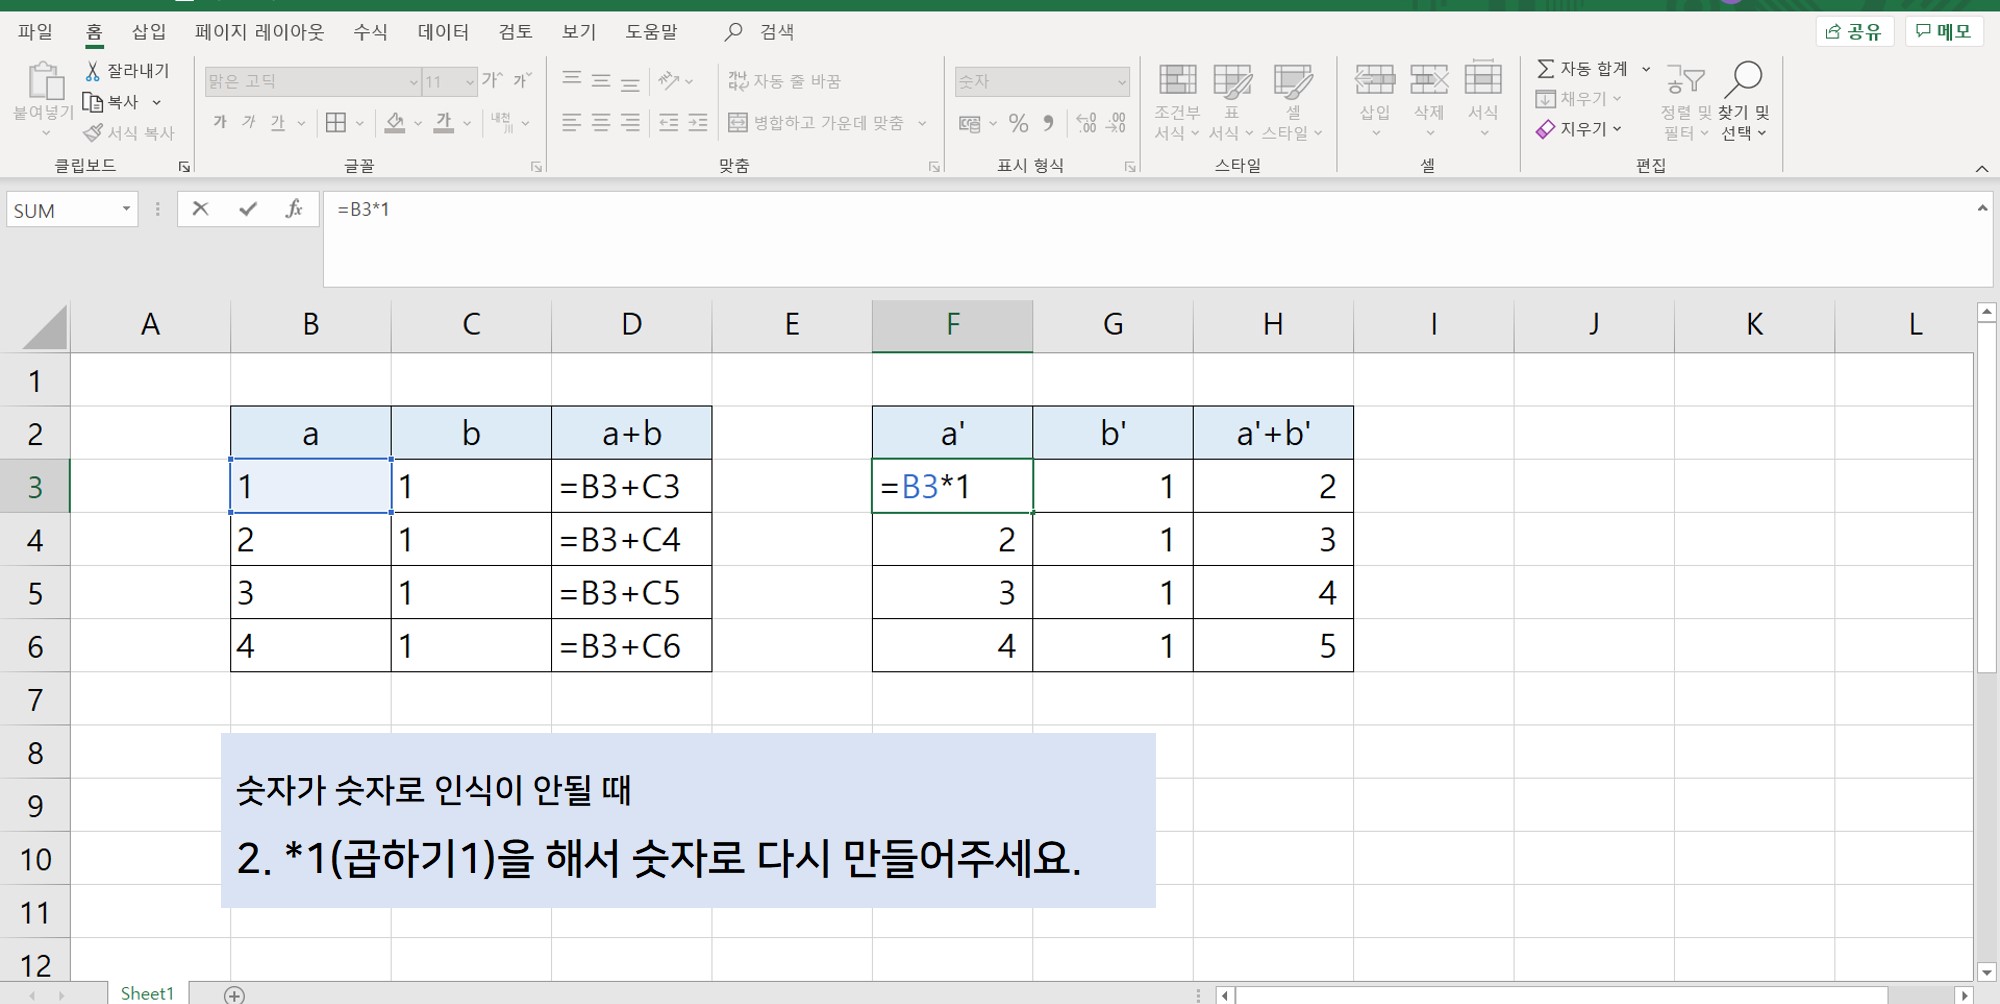 파일 홈 삽입 페이지 레이아웃 수식 데이터 검토 보기 도움말 검색 공유 메모
붙여넣기 잘라내기 복사 서식 복사 클립보드
맑은 고딕 11 가 가
가 가 가 가 내천 글꼴
가나다 자동 줄 바꿈
병합하고 가운데 맞춤
맞춤
숫자
% .00 .00
표시 형식
조건부 서식 표 서식 셀 스타일
스타일
삽입 삭제 서식
셀
자동 합계
채우기
지우기
정렬 및 필터 찾기 및 선택
편집
SUM fx =B3*1
A B C D E F G H I J K L
1
2 a b a+b a' b' a'+b'
3 1 1 =B3+C3 =B3*1 1 2
4 2 1 =B3+C4 2 1 3
5 3 1 =B3+C5 3 1 4
6 4 1 =B3+C6 4 1 5
7
8
9
10
11
12
숫자가 숫자로 인식이 안될 때
2. *1(곱하기1)을 해서 숫자로 다시 만들어주세요.
Sheet1